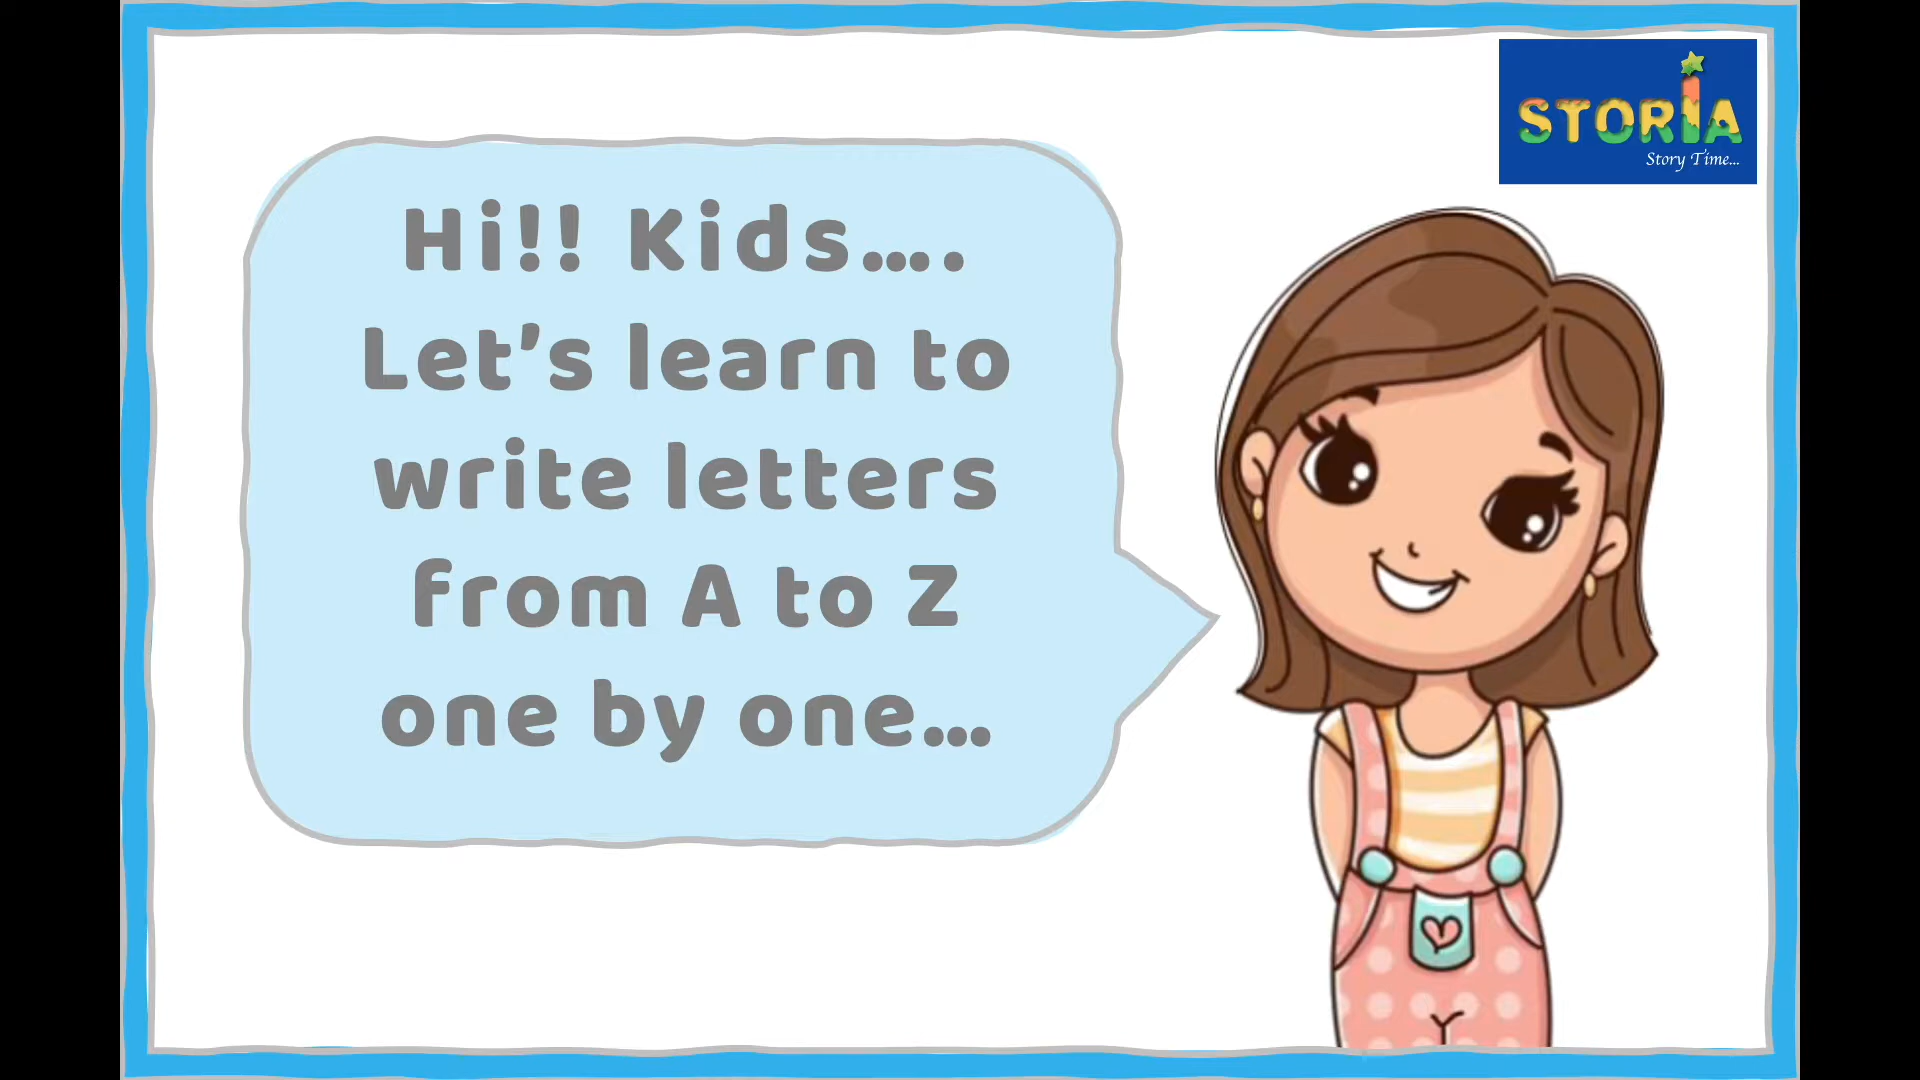 STORIA
Story Time...
Hi!! Kids....
Let's learn to
write letters
from A to Z
one by one...